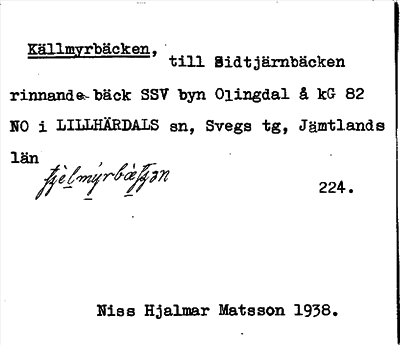 Källmyrbäcken, till Sidtjärnbäcken
rinnande bäck SSV byn Olingdal å kG 82
NO i LILLHÄRDALS sn, Svegs tg, Jämtlands
län
224.
Niss Hjalmar Matsson 1938.